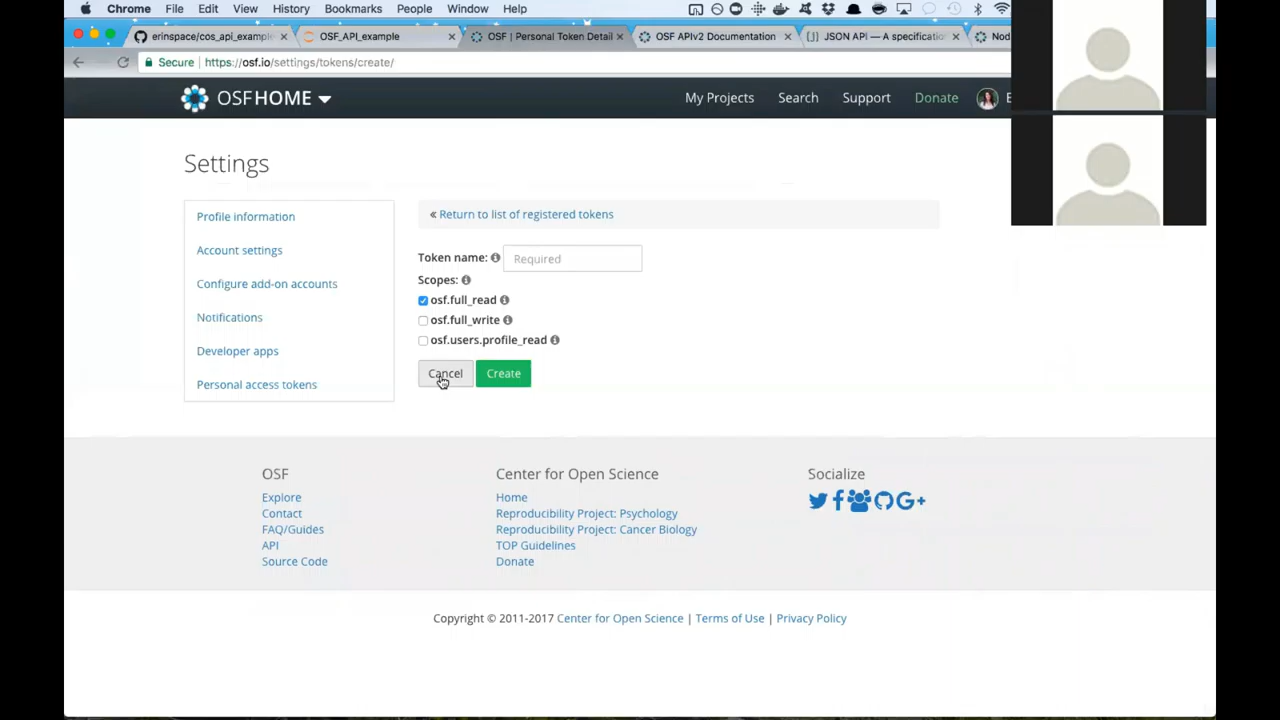 Chrome File Edit View History Bookmarks People Window Help
erinspace/cos_api_example
OSF_API_example
OSF | Personal Token Detail
OSF APIv2 Documentation
JSON API — A specificatio
Nod
Secure https://osf.io/settings/tokens/create/
OSFHOME My Projects Search Support Donate E
Settings
Profile information
Account settings
Configure add-on accounts
Notifications
Developer apps
Personal access tokens
« Return to list of registered tokens
Token name: Required
Scopes:
osf.full_read
osf.full_write
osf.users.profile_read
Cancel Create
OSF
Explore
Contact
FAQ/Guides
API
Source Code
Center for Open Science
Home
Reproducibility Project: Psychology
Reproducibility Project: Cancer Biology
TOP Guidelines
Donate
Socialize
Copyright © 2011-2017 Center for Open Science | Terms of Use | Privacy Policy